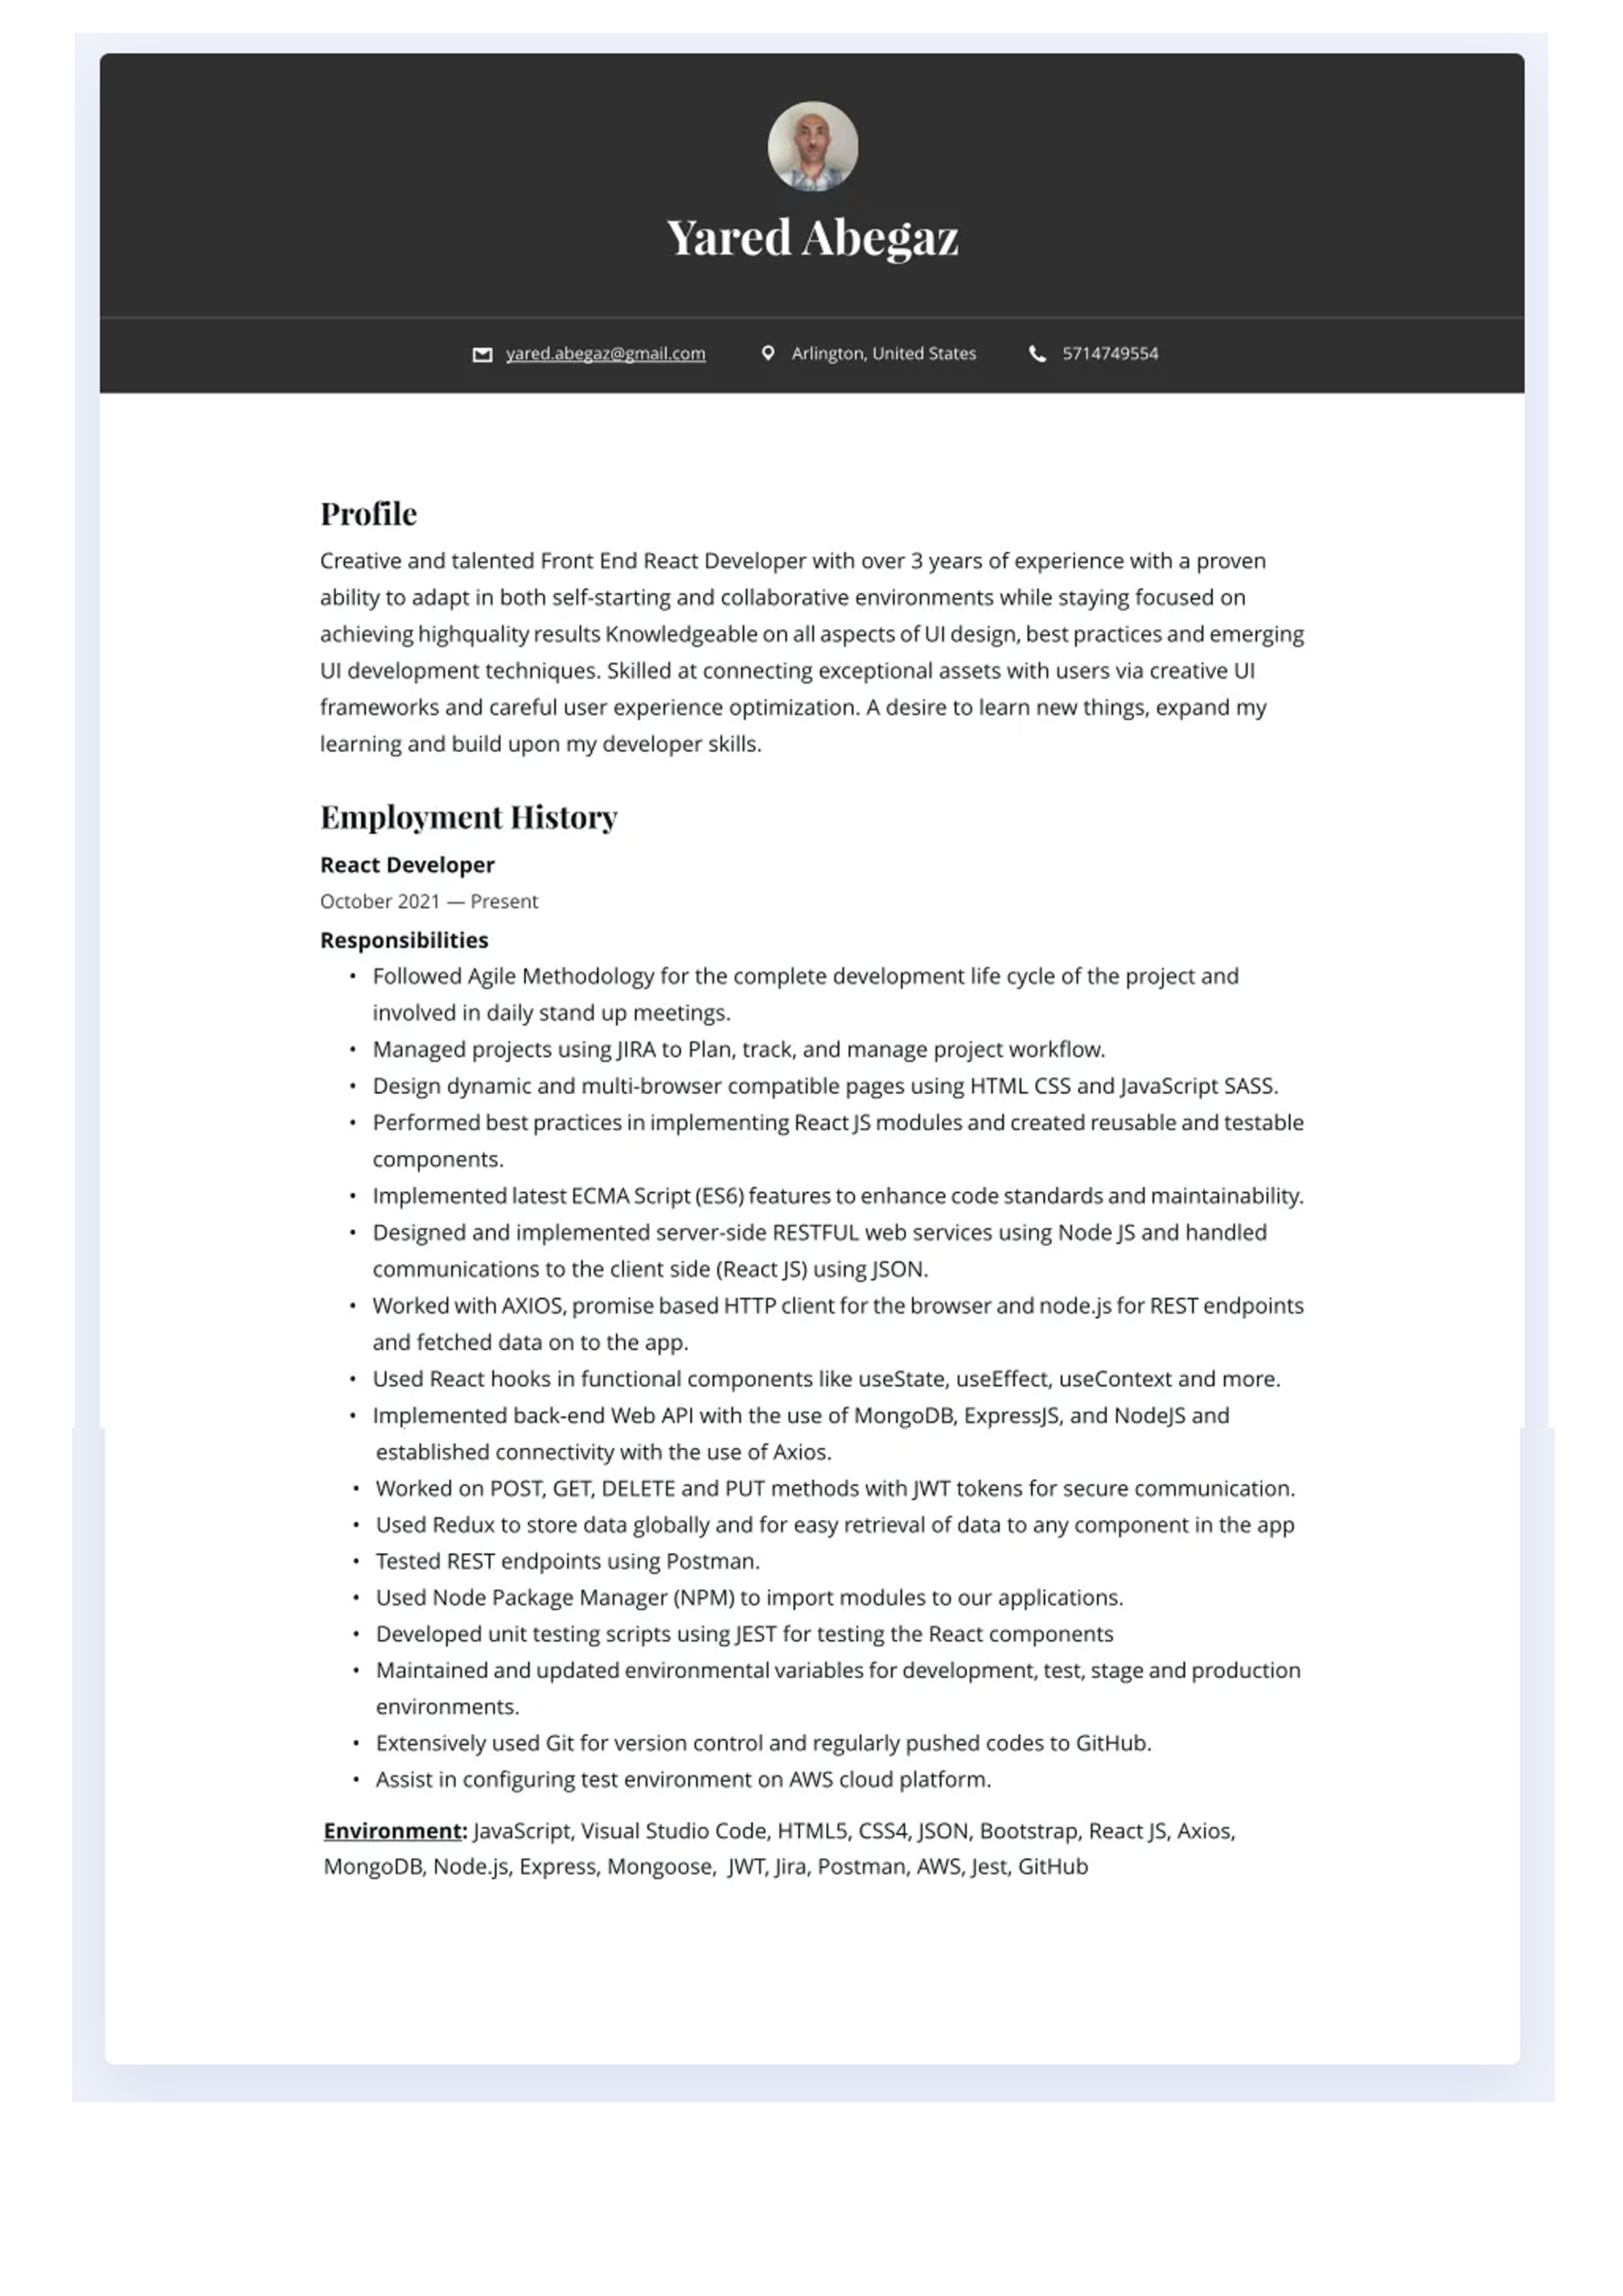 Yared Abegaz
yared.abegaz@gmail.com Arlington, United States 5714749554
Profile
Creative and talented Front End React Developer with over 3 years of experience with a proven
ability to adapt in both self-starting and collaborative environments while staying focused on
achieving highquality results Knowledgeable on all aspects of UI design, best practices and emerging
UI development techniques. Skilled at connecting exceptional assets with users via creative UI
frameworks and careful user experience optimization. A desire to learn new things, expand my
learning and build upon my developer skills.
Employment History
React Developer
October 2021 — Present
Responsibilities
• Followed Agile Methodology for the complete development life cycle of the project and
involved in daily stand up meetings.
• Managed projects using JIRA to Plan, track, and manage project workflow.
• Design dynamic and multi-browser compatible pages using HTML CSS and JavaScript SASS.
• Performed best practices in implementing React JS modules and created reusable and testable
components.
• Implemented latest ECMA Script (ES6) features to enhance code standards and maintainability.
• Designed and implemented server-side RESTFUL web services using Node JS and handled
communications to the client side (React JS) using JSON.
• Worked with AXIOS, promise based HTTP client for the browser and node.js for REST endpoints
and fetched data on to the app.
• Used React hooks in functional components like useState, useEffect, useContext and more.
• Implemented back-end Web API with the use of MongoDB, ExpressJS, and NodeJS and
established connectivity with the use of Axios.
• Worked on POST, GET, DELETE and PUT methods with JWT tokens for secure communication.
• Used Redux to store data globally and for easy retrieval of data to any component in the app
• Tested REST endpoints using Postman.
• Used Node Package Manager (NPM) to import modules to our applications.
• Developed unit testing scripts using JEST for testing the React components
• Maintained and updated environmental variables for development, test, stage and production
environments.
• Extensively used Git for version control and regularly pushed codes to GitHub.
• Assist in configuring test environment on AWS cloud platform.
Environment: JavaScript, Visual Studio Code, HTML5, CSS4, JSON, Bootstrap, React JS, Axios,
MongoDB, Node.js, Express, Mongoose, JWT, Jira, Postman, AWS, Jest, GitHub